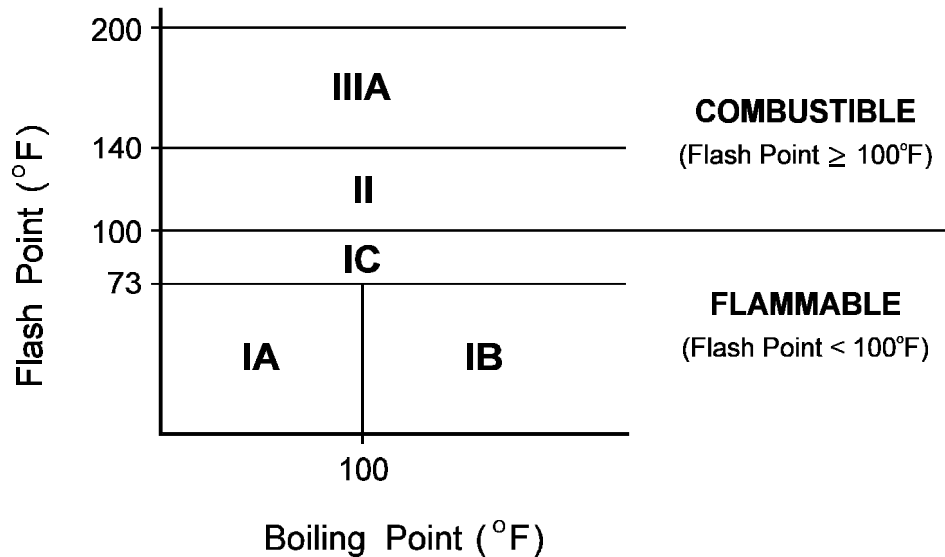 200
IIIA
COMBUSTIBLE
(Flash Point ≥ 100°F)
140
II
100
IC
73
FLAMMABLE
(Flash Point < 100°F)
IA
IB
100
Flash Point (°F)
Boiling Point (°F)